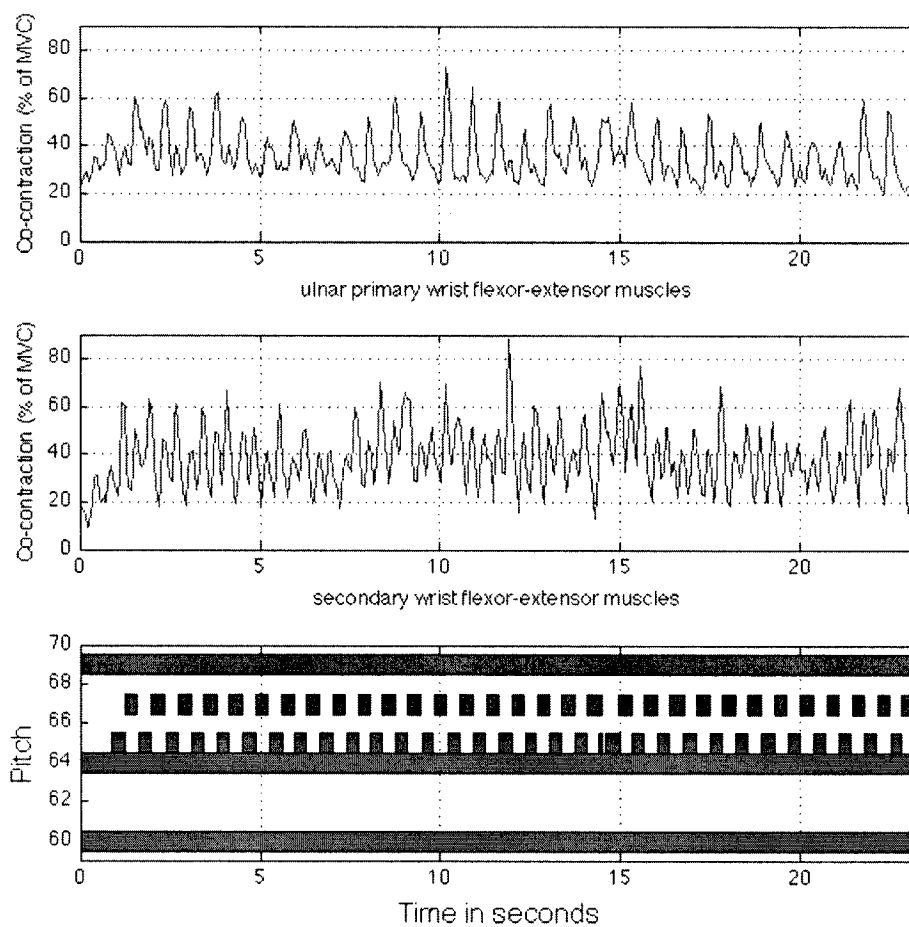 Co-contraction (% of MVC)
80
60
40
20
0
0 5 10 15 20
ulnar primary wrist flexor-extensor muscles
Co-contraction (% of MVC)
80
60
40
20
0
0 5 10 15 20
secondary wrist flexor-extensor muscles
Pitch
70
68
66
64
62
60
0 5 10 15 20
Time in seconds